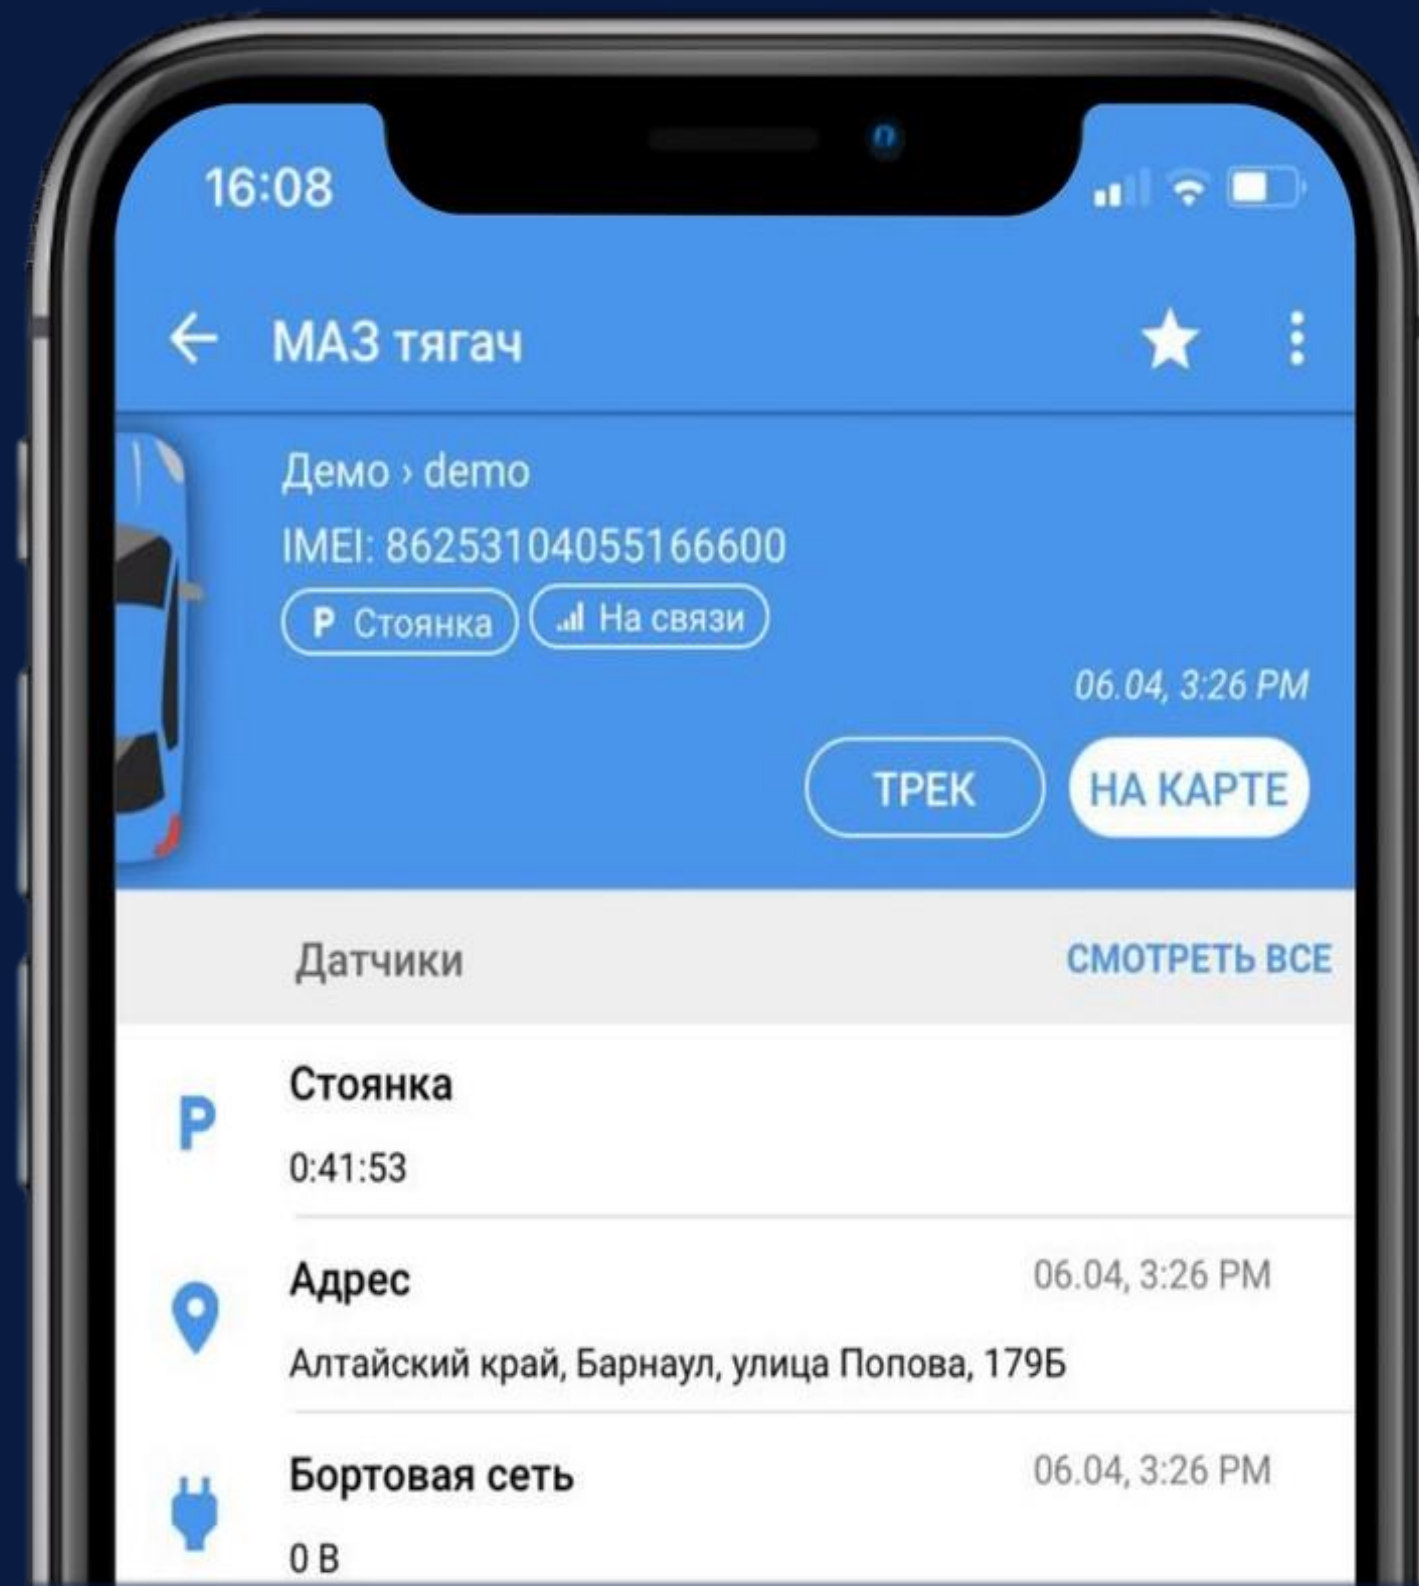 16:08
МАЗ тягач
Демо › demo
IMEI: 86253104055166600
P Стоянка На связи
06.04, 3:26 PM
ТРЕК НА КАРТЕ
Датчики СМОТРЕТЬ ВСЕ
P
Стоянка
0:41:53
Адрес 06.04, 3:26 PM
Алтайский край, Барнаул, улица Попова, 179Б
Бортовая сеть 06.04, 3:26 PM
0 В